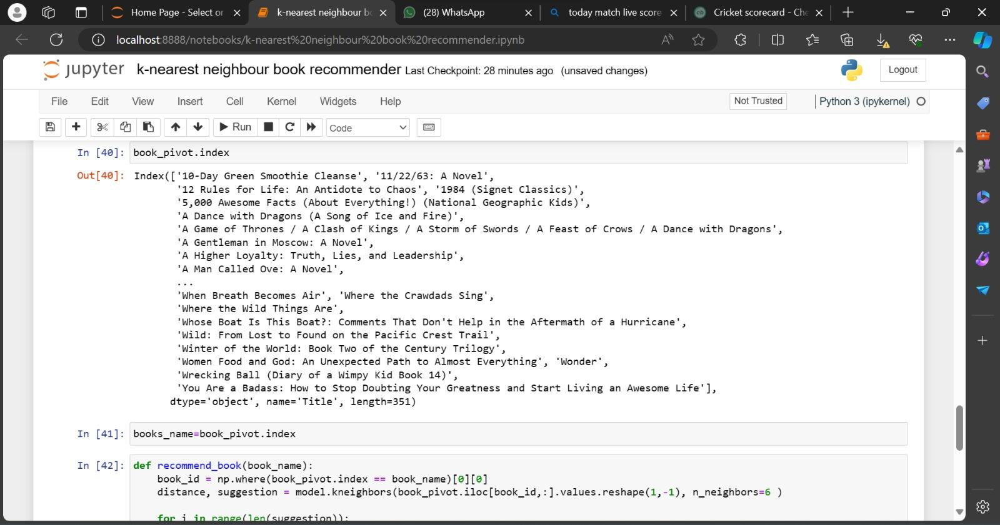 Home Page - Select or
k-nearest neighbour bo
(28) WhatsApp
today match live score
Cricket scorecard - Che
localhost:8888/notebooks/k-nearest%20neighbour%20book%20recommender.ipynb
jupyter k-nearest neighbour book recommender Last Checkpoint: 28 minutes ago (unsaved changes)
Logout
File Edit View Insert Cell Kernel Widgets Help
Not Trusted
Python 3 (ipykernel)
Run
Code
In [40]: book_pivot.index
Out[40]: Index(['10-Day Green Smoothie Cleanse', '11/22/63: A Novel',
'12 Rules for Life: An Antidote to Chaos', '1984 (Signet Classics)',
'5,000 Awesome Facts (About Everything!) (National Geographic Kids)',
'A Dance with Dragons (A Song of Ice and Fire)',
'A Game of Thrones / A Clash of Kings / A Storm of Swords / A Feast of Crows / A Dance with Dragons',
'A Gentleman in Moscow: A Novel',
'A Higher Loyalty: Truth, Lies, and Leadership',
'A Man Called Ove: A Novel',
...
'When Breath Becomes Air', 'Where the Crawdads Sing',
'Where the Wild Things Are',
'Whose Boat Is This Boat?: Comments That Don't Help in the Aftermath of a Hurricane',
'Wild: From Lost to Found on the Pacific Crest Trail',
'Winter of the World: Book Two of the Century Trilogy',
'Women Food and God: An Unexpected Path to Almost Everything', 'Wonder',
'Wrecking Ball (Diary of a Wimpy Kid Book 14)',
'You Are a Badass: How to Stop Doubting Your Greatness and Start Living an Awesome Life'],
dtype='object', name='Title', length=351)
In [41]: books_name=book_pivot.index
In [42]: def recommend_book(book_name):
book_id = np.where(book_pivot.index == book_name)[0][0]
distance, suggestion = model.kneighbors(book_pivot.iloc[book_id,:].values.reshape(1,-1), n_neighbors=6 )
for i in range(len(suggestion)):